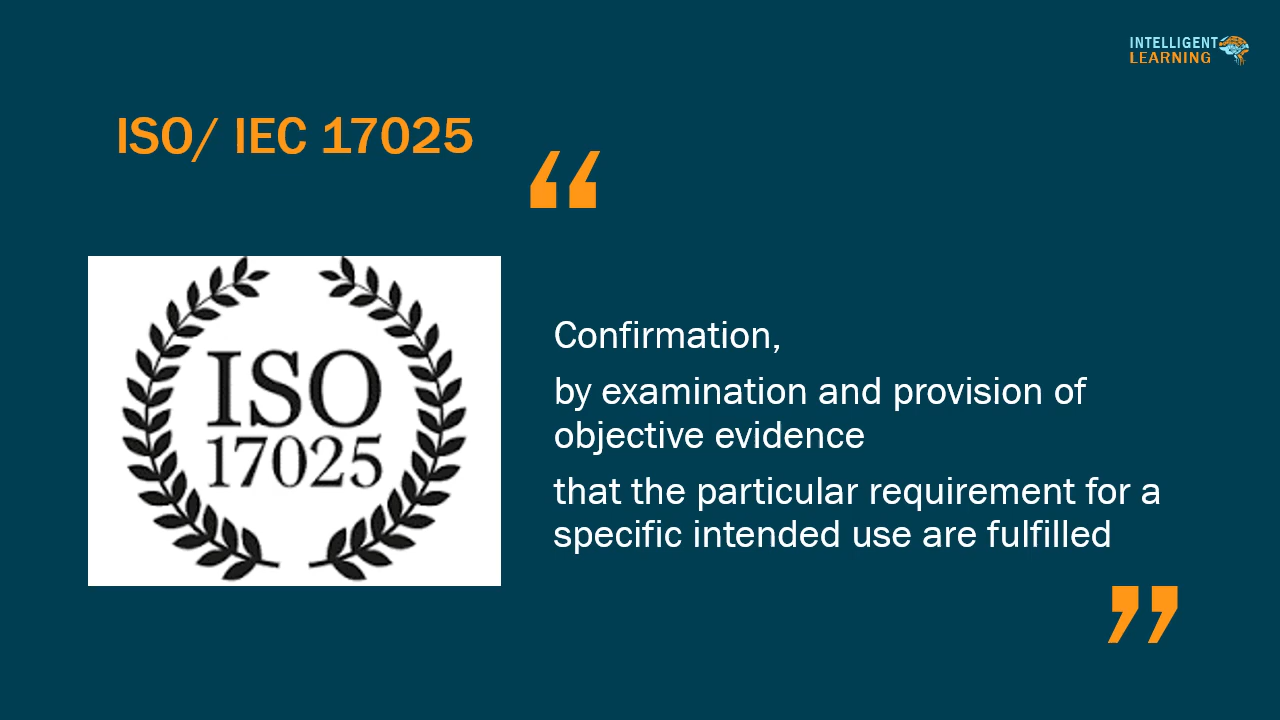 INTELLIGENT
LEARNING
ISO/ IEC 17025
“
ISO
17025
Confirmation,
by examination and provision of
objective evidence
that the particular requirement for a
specific intended use are fulfilled
”